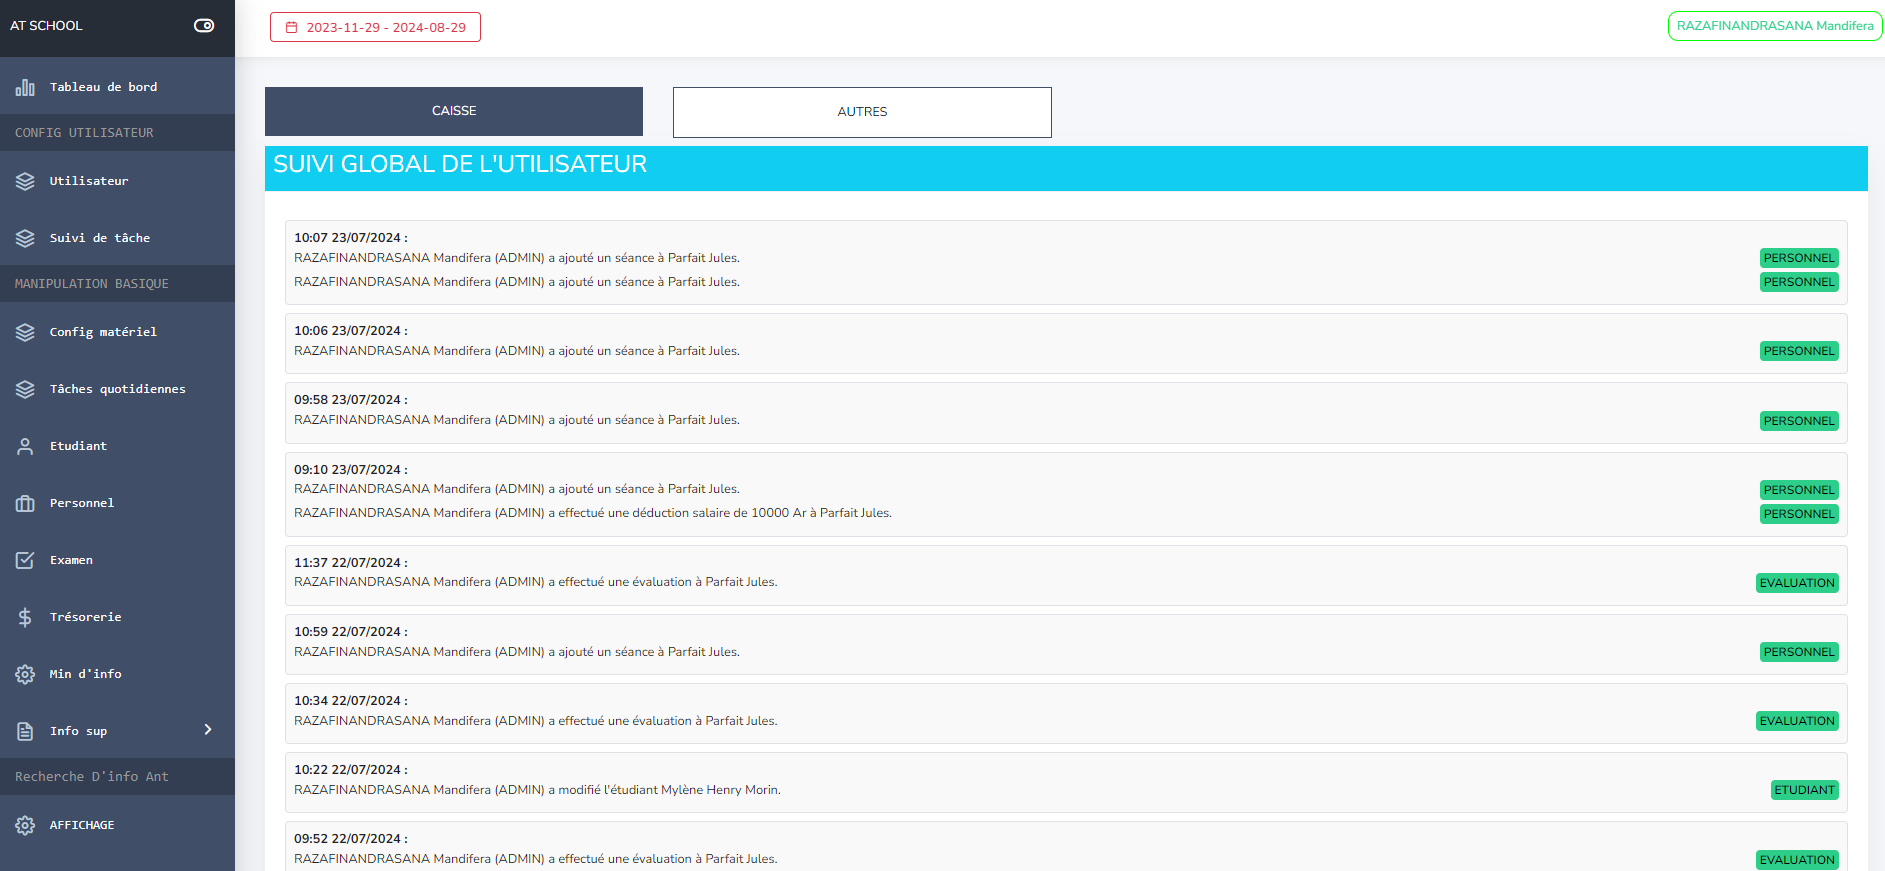 AT SCHOOL
2023-11-29 - 2024-08-29
RAZAFINANDRASANA Mandifera
Tableau de bord
CONFIG UTILISATEUR
Utilisateur
Suivi de tâche
MANIPULATION BASIQUE
Config matériel
Tâches quotidiennes
Etudiant
Personnel
Examen
Trésorerie
Min d'info
Info sup
Recherche D'info Ant
AFFICHAGE
CAISSE
AUTRES
SUIVI GLOBAL DE L'UTILISATEUR
10:07 23/07/2024 :
RAZAFINANDRASANA Mandifera (ADMIN) a ajouté un séance à Parfait Jules. PERSONNEL
RAZAFINANDRASANA Mandifera (ADMIN) a ajouté un séance à Parfait Jules. PERSONNEL
10:06 23/07/2024 :
RAZAFINANDRASANA Mandifera (ADMIN) a ajouté un séance à Parfait Jules. PERSONNEL
09:58 23/07/2024 :
RAZAFINANDRASANA Mandifera (ADMIN) a ajouté un séance à Parfait Jules. PERSONNEL
09:10 23/07/2024 :
RAZAFINANDRASANA Mandifera (ADMIN) a ajouté un séance à Parfait Jules. PERSONNEL
RAZAFINANDRASANA Mandifera (ADMIN) a effectué une déduction salaire de 10000 Ar à Parfait Jules. PERSONNEL
11:37 22/07/2024 :
RAZAFINANDRASANA Mandifera (ADMIN) a effectué une évaluation à Parfait Jules. EVALUATION
10:59 22/07/2024 :
RAZAFINANDRASANA Mandifera (ADMIN) a ajouté un séance à Parfait Jules. PERSONNEL
10:34 22/07/2024 :
RAZAFINANDRASANA Mandifera (ADMIN) a effectué une évaluation à Parfait Jules. EVALUATION
10:22 22/07/2024 :
RAZAFINANDRASANA Mandifera (ADMIN) a modifié l'étudiant Mylène Henry Morin. ETUDIANT
09:52 22/07/2024 :
RAZAFINANDRASANA Mandifera (ADMIN) a effectué une évaluation à Parfait Jules. EVALUATION